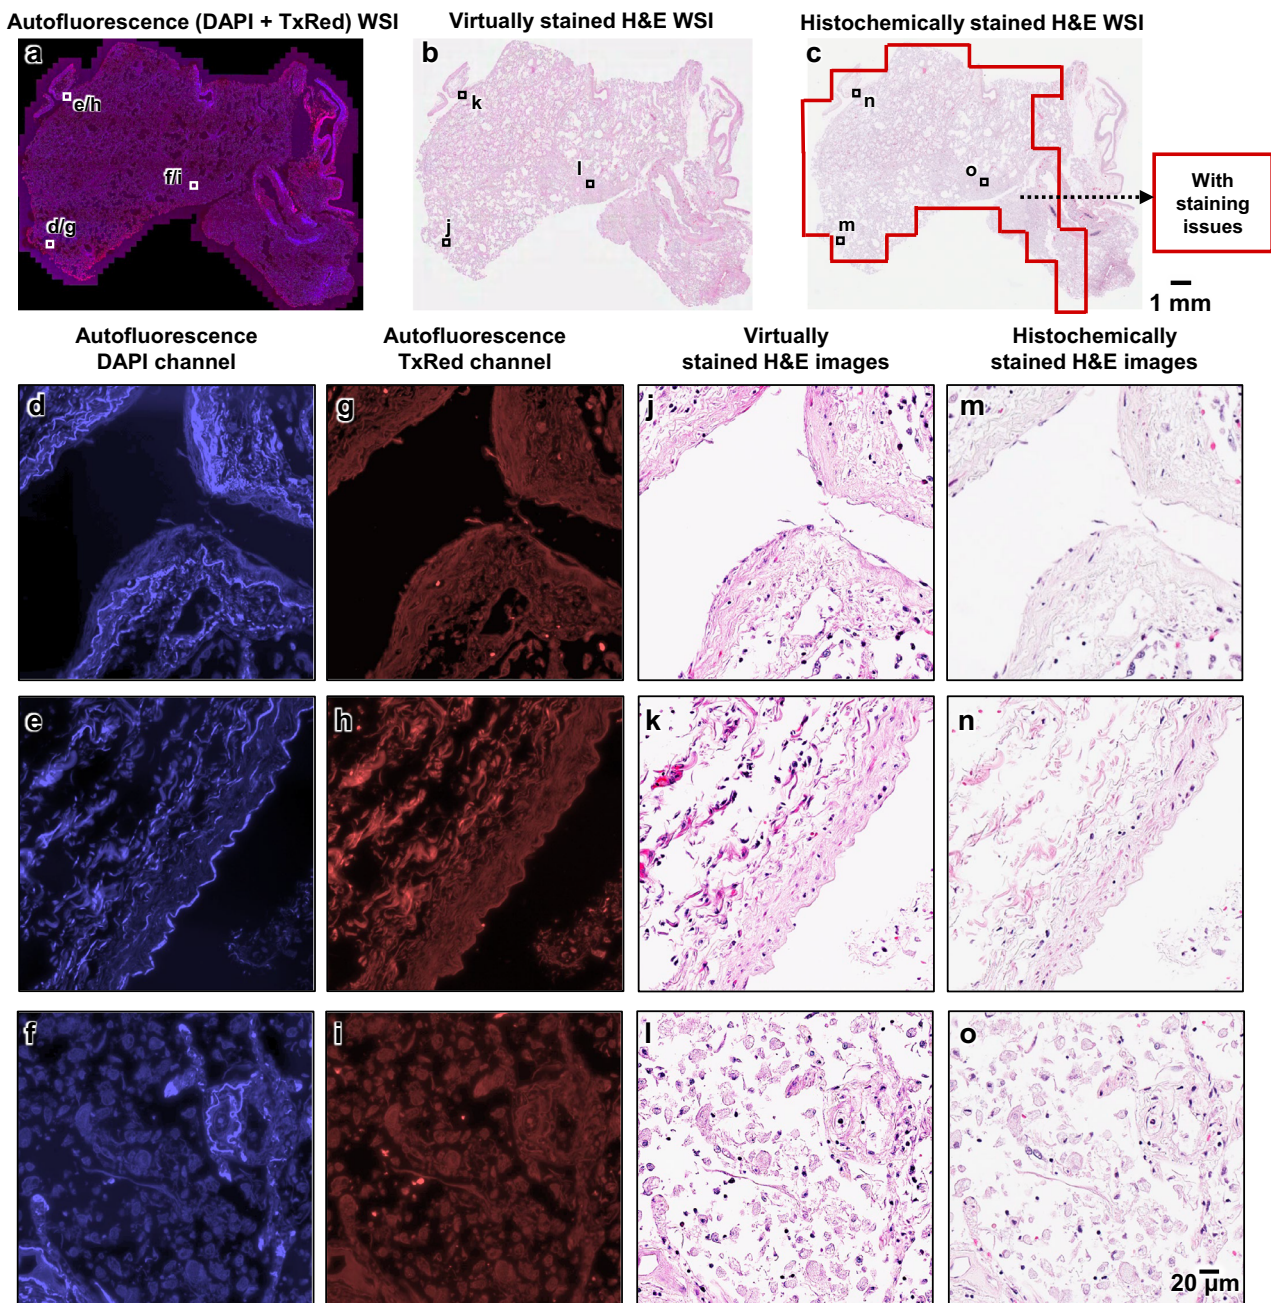 Autofluorescence (DAPI + TxRed) WSI
Virtually stained H&E WSI
Histochemically stained H&E WSI
a
e/h
f/i
d/g
b
k
l
j
c
n
o
m
With
staining
issues
1 mm
Autofluorescence
DAPI channel
Autofluorescence
TxRed channel
Virtually
stained H&E images
Histochemically
stained H&E images
d
g
j
m
e
h
k
n
f
i
l
o
20 µm